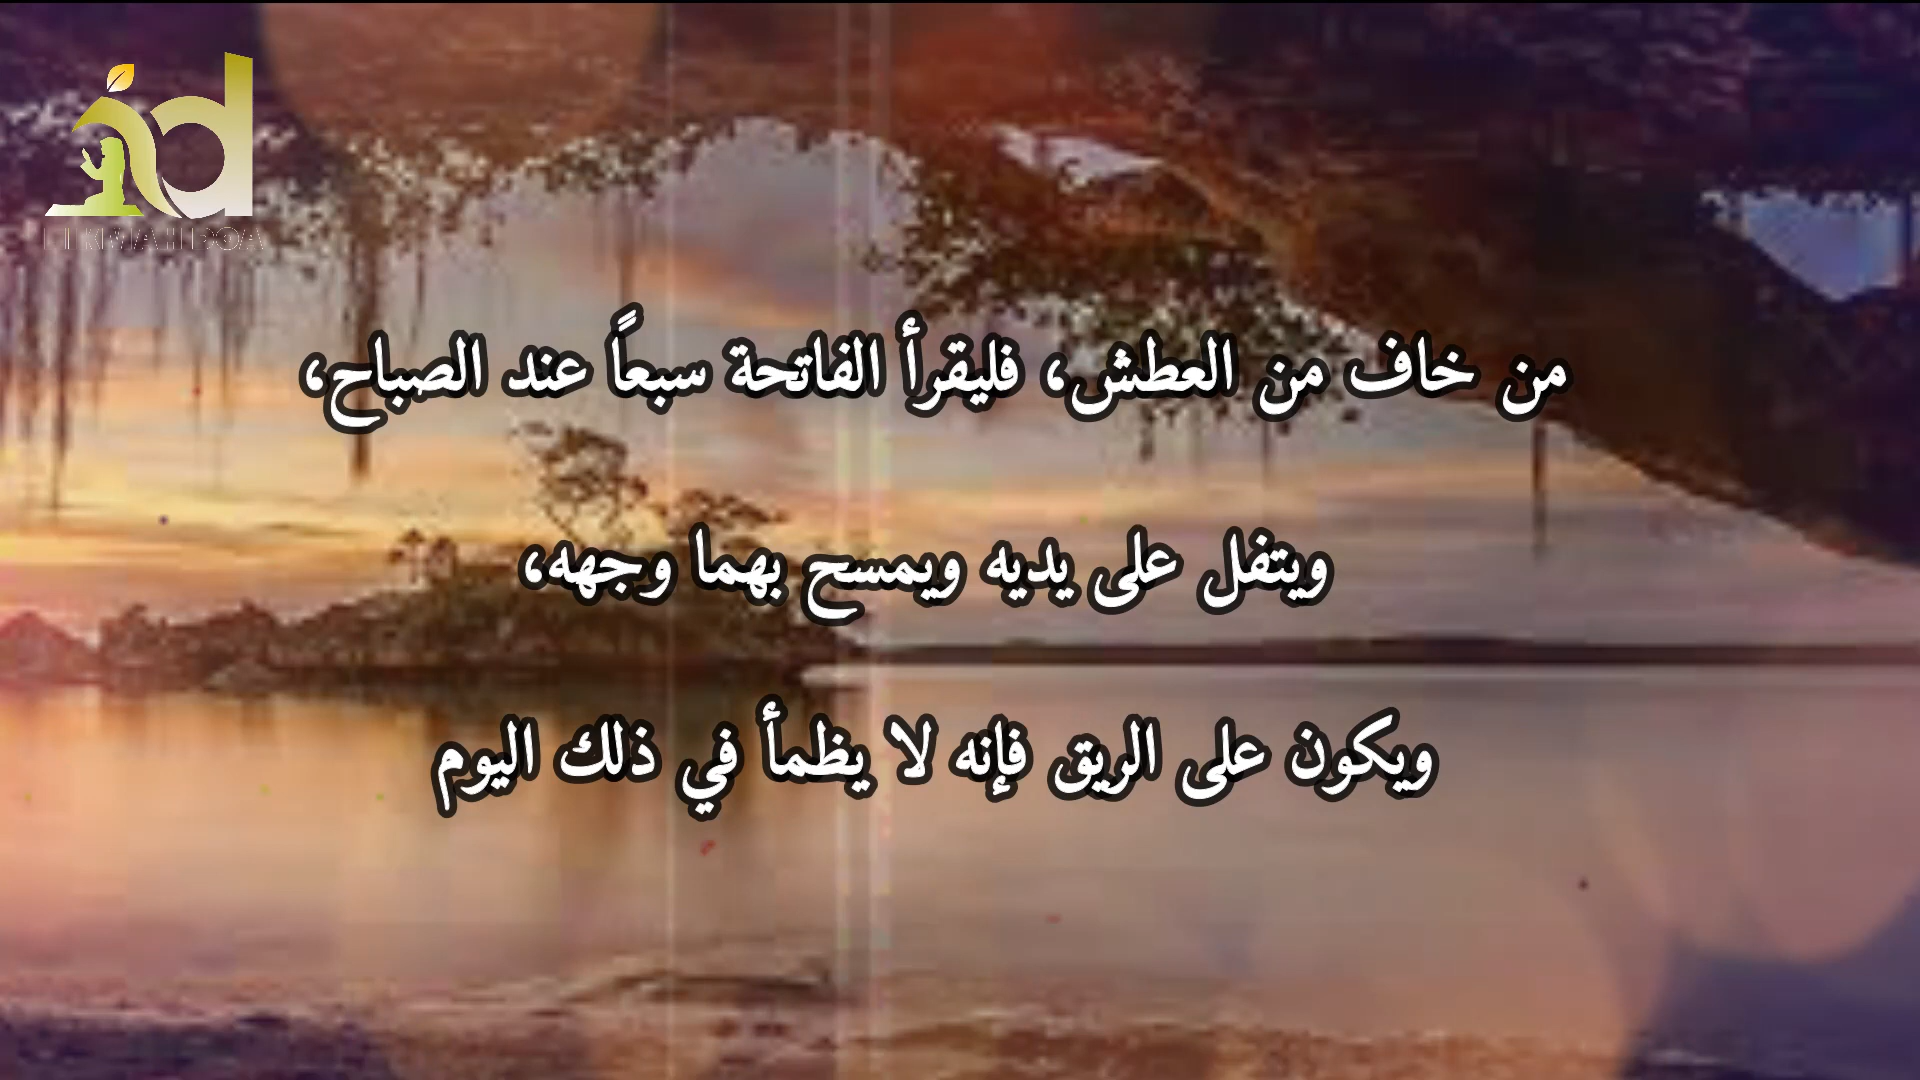 من خاف من العطش، فليقرأ الفاتحة سبعاً عند الصباح،
ويتفل على يديه ويمسح بهما وجهه،
ويكون على الريق فإنه لا يظمأ في ذلك اليوم